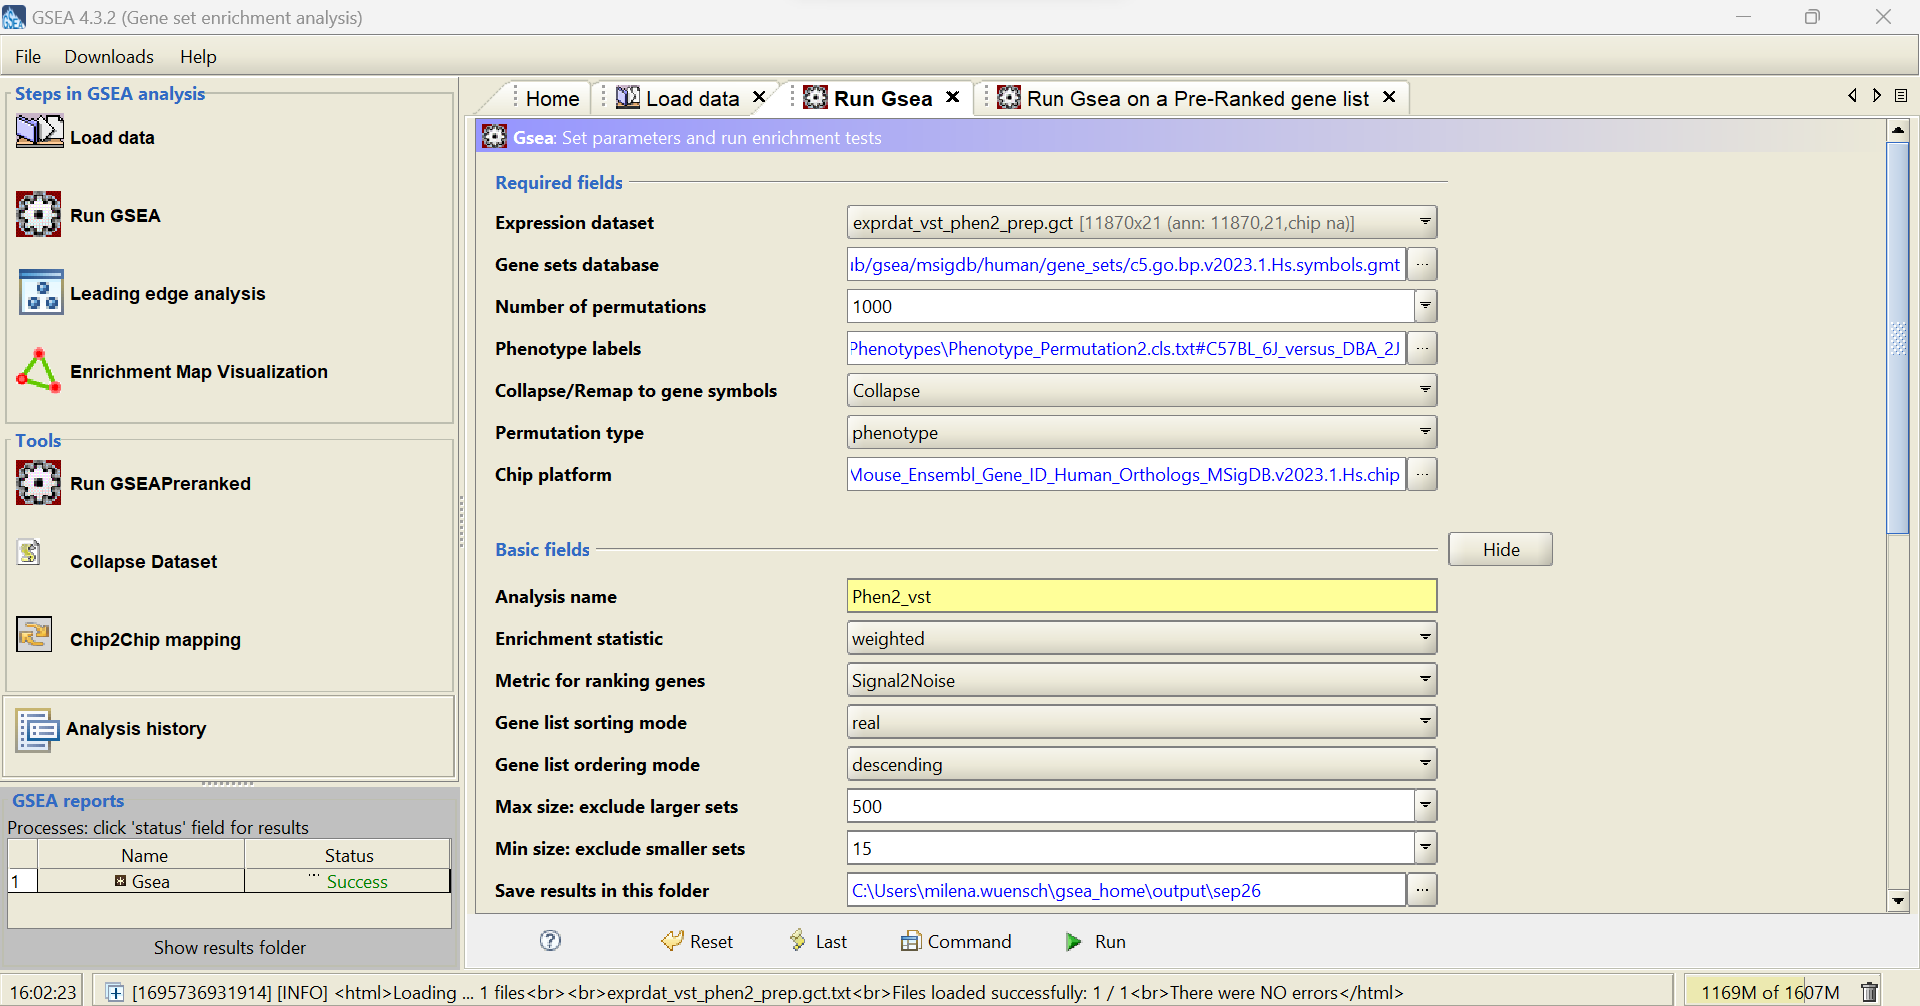 GSEA 4.3.2 (Gene set enrichment analysis)
File Downloads Help
Steps in GSEA analysis
Load data
Run GSEA
Leading edge analysis
Enrichment Map Visualization
Tools
Run GSEAPreranked
Collapse Dataset
Chip2Chip mapping
Analysis history
GSEA reports
Processes: click 'status' field for results
Name Status
1 Gsea ... Success
Show results folder
Home Load data Run Gsea Run Gsea on a Pre-Ranked gene list
Gsea: Set parameters and run enrichment tests
Required fields
Expression dataset exprdat_vst_phen2_prep.gct [11870x21 (ann: 11870,21,chip na)]
Gene sets database ub/gsea/msigdb/human/gene_sets/c5.go.bp.v2023.1.Hs.symbols.gmt ...
Number of permutations 1000
Phenotype labels Phenotypes\Phenotype_Permutation2.cls.txt#C57BL_6J_versus_DBA_2J ...
Collapse/Remap to gene symbols Collapse
Permutation type phenotype
Chip platform Mouse_Ensembl_Gene_ID_Human_Orthologs_MSigDB.v2023.1.Hs.chip ...
Basic fields Hide
Analysis name Phen2_vst
Enrichment statistic weighted
Metric for ranking genes Signal2Noise
Gene list sorting mode real
Gene list ordering mode descending
Max size: exclude larger sets 500
Min size: exclude smaller sets 15
Save results in this folder C:\Users\milena.wuensch\gsea_home\output\sep26 ...
? Reset Last Command Run
16:02:23 [1695736931914] [INFO] <html>Loading ... 1 files<br><br>exprdat_vst_phen2_prep.gct.txt<br>Files loaded successfully: 1 / 1<br>There were NO errors</html> 1169M of 1607M